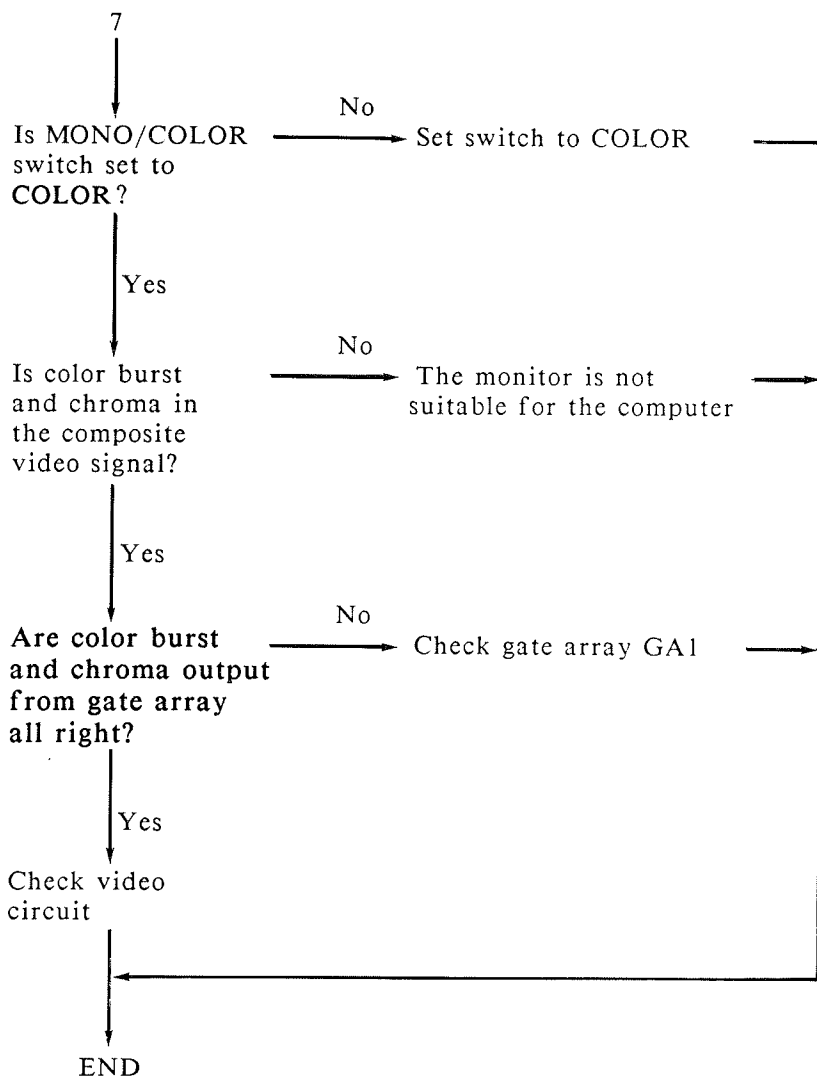 7
No
Is MONO/COLOR
switch set to
COLOR?
Set switch to COLOR
Yes
No
Is color burst
and chroma in
the composite
video signal?
The monitor is not
suitable for the computer
Yes
No
Are color burst
and chroma output
from gate array
all right?
Check gate array GA1
Yes
Check video
circuit
END